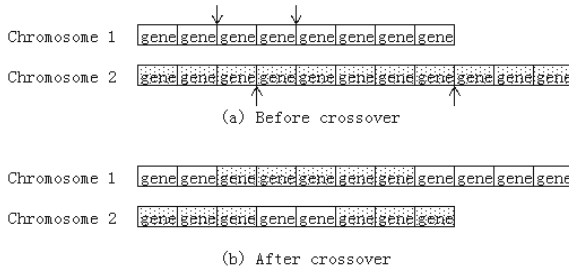 Chromosome 1 gene gene gene gene gene gene gene gene
Chromosome 2 gene gene gene gene gene gene gene gene gene gene gene
(a) Before crossover
Chromosome 1 gene gene gene gene gene gene gene gene gene gene gene
Chromosome 2 gene gene gene gene gene gene gene gene
(b) After crossover